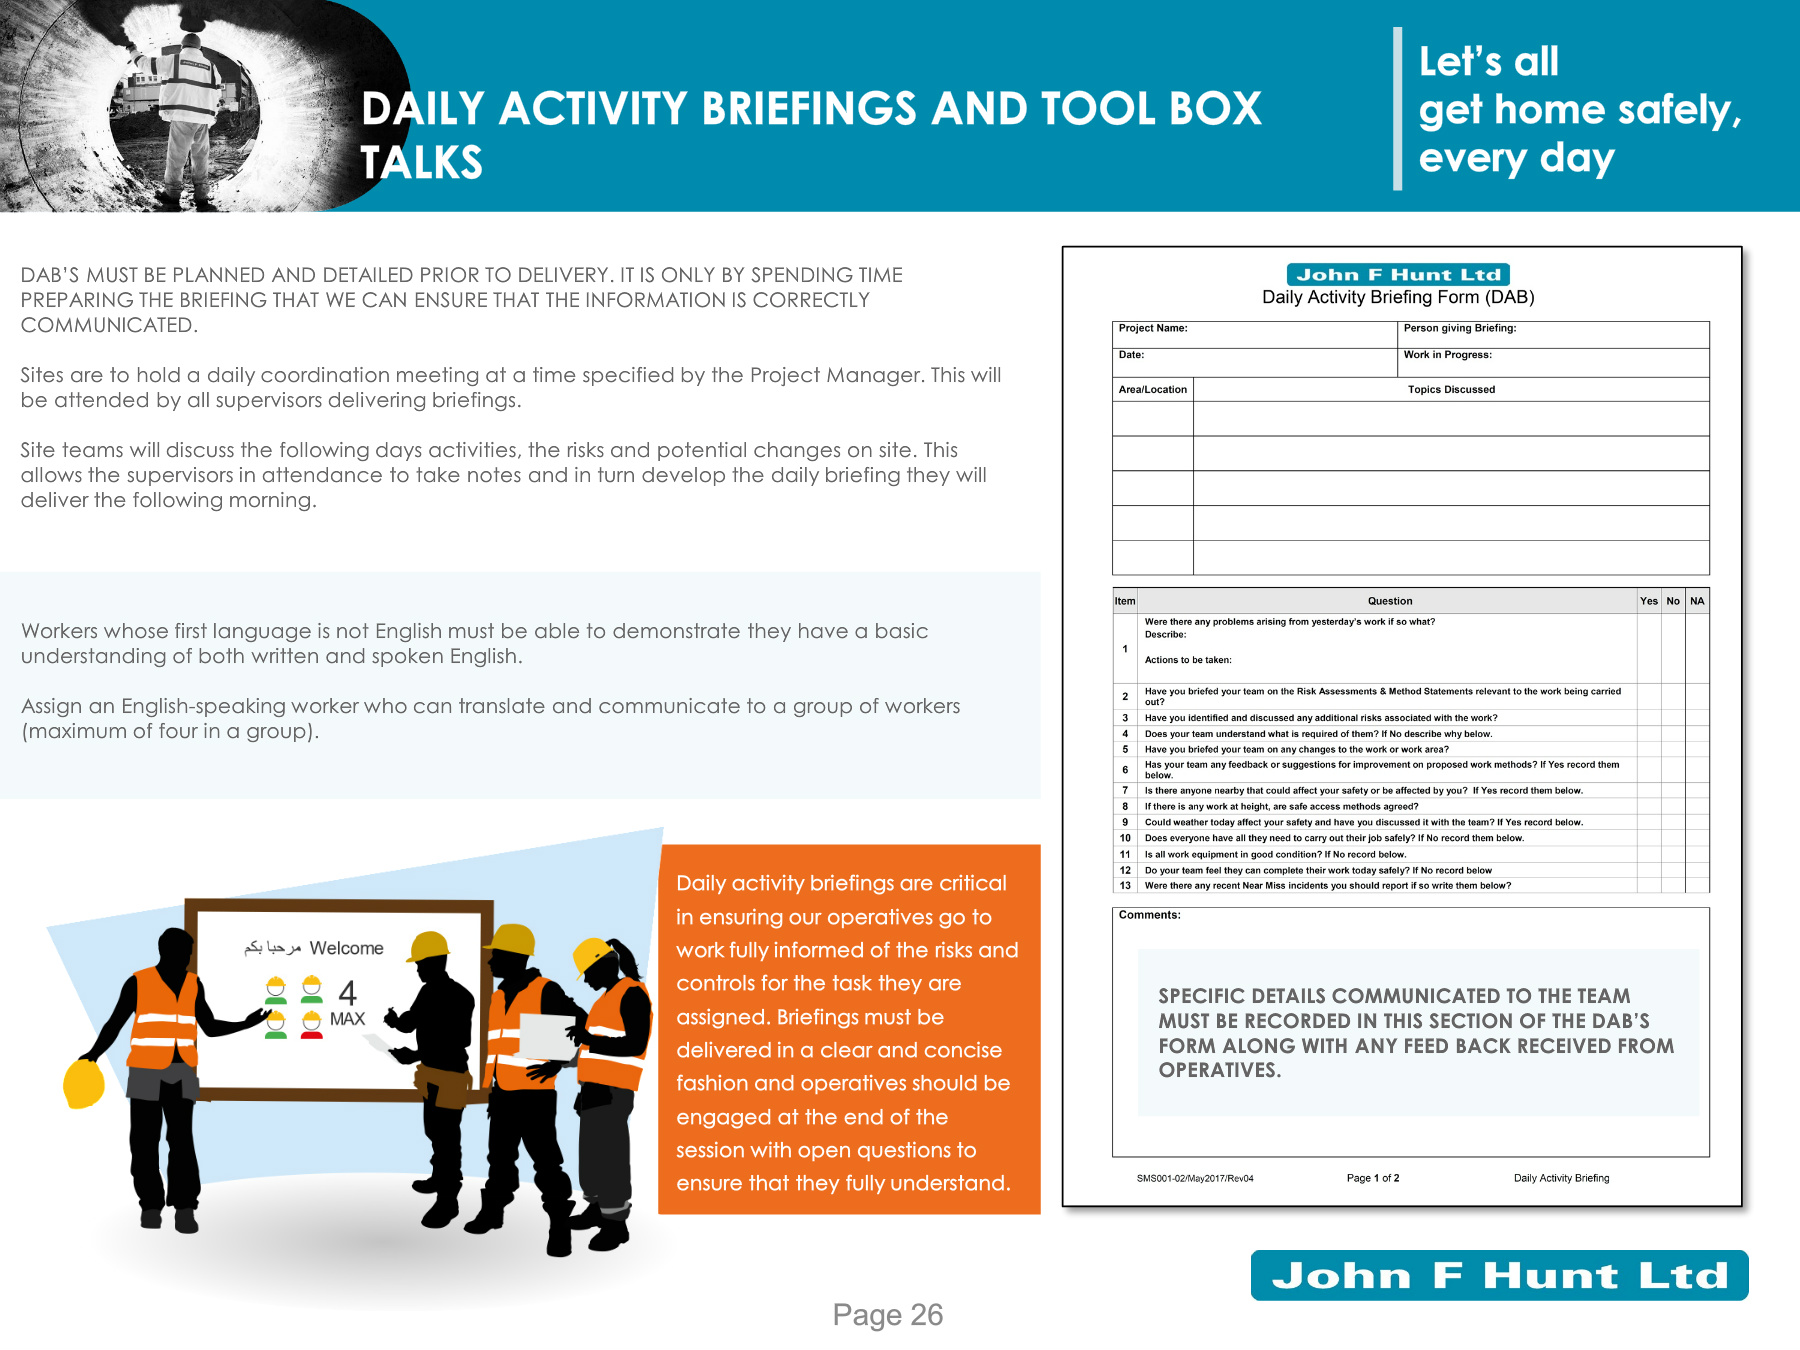 DAILY ACTIVITY BRIEFINGS AND TOOL BOX
TALKS
Let's all
get home safely,
every day
DAB'S MUST BE PLANNED AND DETAILED PRIOR TO DELIVERY. IT IS ONLY BY SPENDING TIME
PREPARING THE BRIEFING THAT WE CAN ENSURE THAT THE INFORMATION IS CORRECTLY
COMMUNICATED.
Sites are to hold a daily coordination meeting at a time specified by the Project Manager. This will
be attended by all supervisors delivering briefings.
Site teams will discuss the following days activities, the risks and potential changes on site. This
allows the supervisors in attendance to take notes and in turn develop the daily briefing they will
deliver the following morning.
Workers whose first language is not English must be able to demonstrate they have a basic
understanding of both written and spoken English.
Assign an English-speaking worker who can translate and communicate to a group of workers
(maximum of four in a group).
مرحبا بكم Welcome
4
MAX
Daily activity briefings are critical
in ensuring our operatives go to
work fully informed of the risks and
controls for the task they are
assigned. Briefings must be
delivered in a clear and concise
fashion and operatives should be
engaged at the end of the
session with open questions to
ensure that they fully understand.
John F Hunt Ltd
Daily Activity Briefing Form (DAB)
Project Name: Person giving Briefing:
Date: Work in Progress:
Area/Location Topics Discussed
Item Question Yes No NA
Were there any problems arising from yesterday's work if so what?
Describe:
1
Actions to be taken:
2 Have you briefed your team on the Risk Assessments & Method Statements relevant to the work being carried
out?
3 Have you identified and discussed any additional risks associated with the work?
4 Does your team understand what is required of them? If No describe why below.
5 Have you briefed your team on any changes to the work or work area?
6 Has your team any feedback or suggestions for improvement on proposed work methods? If Yes record them
below.
7 Is there anyone nearby that could affect your safety or be affected by you? If Yes record them below.
8 If there is any work at height, are safe access methods agreed?
9 Could weather today affect your safety and have you discussed it with the team? If Yes record below.
10 Does everyone have all they need to carry out their job safely? If No record them below.
11 Is all work equipment in good condition? If No record below.
12 Do your team feel they can complete their work today safely? If No record below
13 Were there any recent Near Miss incidents you should report if so write them below?
Comments:
SPECIFIC DETAILS COMMUNICATED TO THE TEAM
MUST BE RECORDED IN THIS SECTION OF THE DAB'S
FORM ALONG WITH ANY FEED BACK RECEIVED FROM
OPERATIVES.
SMS001-02/May2017/Rev04 Page 1 of 2 Daily Activity Briefing
John F Hunt Ltd
Page 26